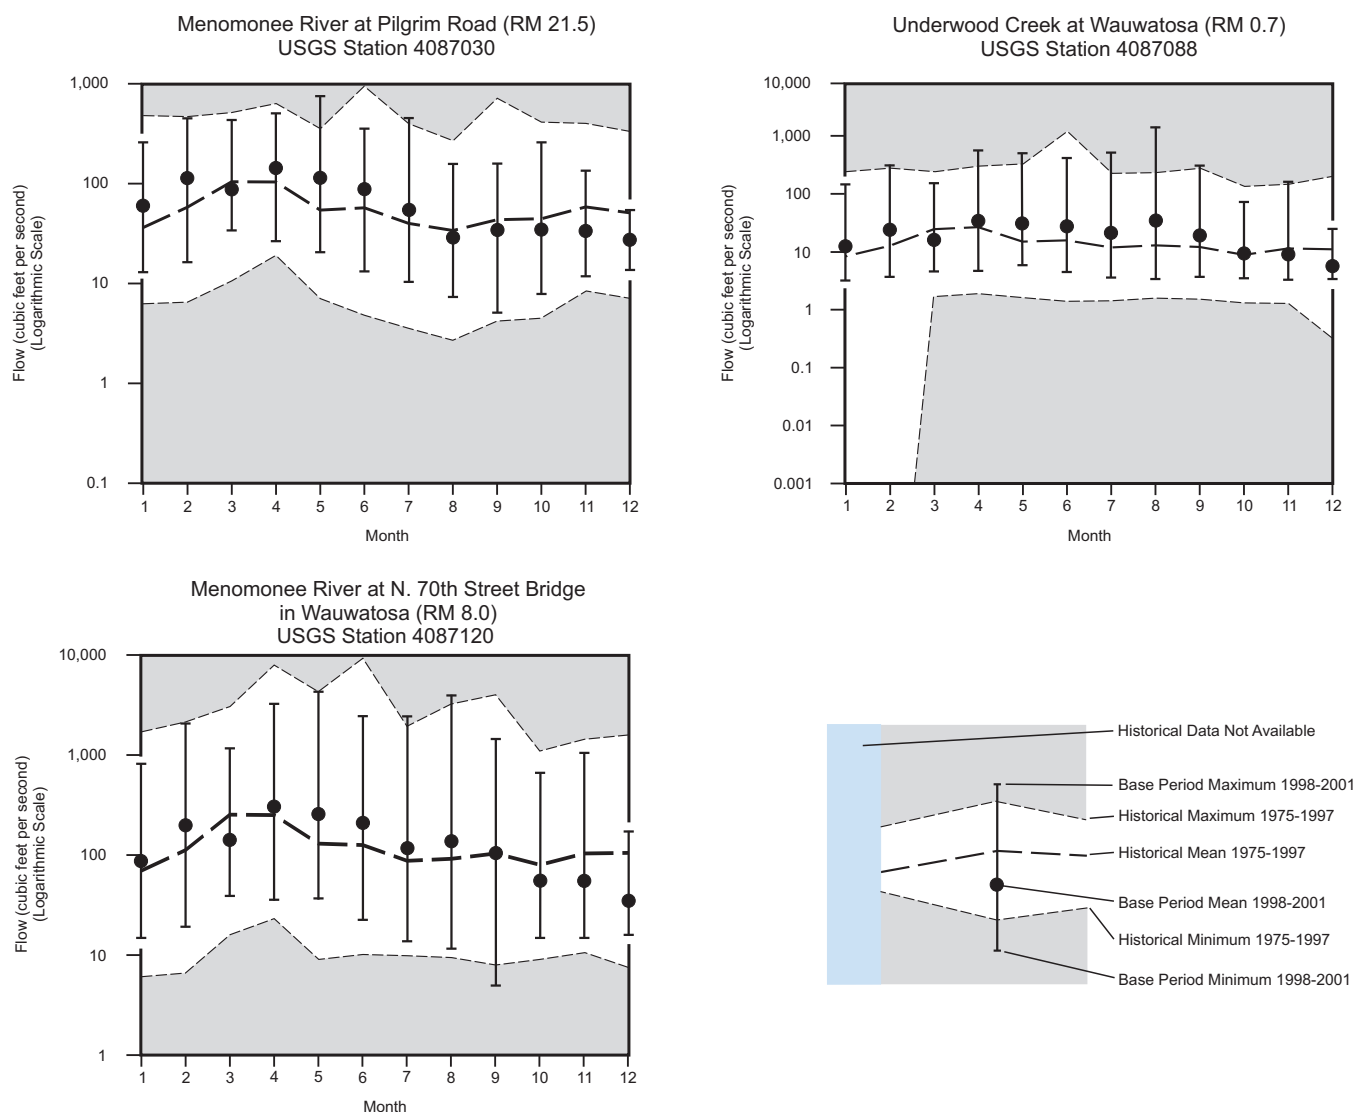 Menomonee River at Pilgrim Road (RM 21.5)
USGS Station 4087030
1,000
100
10
1
0.1
Flow (cubic feet per second)
(Logarithmic Scale)
1 2 3 4 5 6 7 8 9 10 11 12
Month
Underwood Creek at Wauwatosa (RM 0.7)
USGS Station 4087088
10,000
1,000
100
10
1
0.1
0.01
0.001
Flow (cubic feet per second)
(Logarithmic Scale)
1 2 3 4 5 6 7 8 9 10 11 12
Month
Menomonee River at N. 70th Street Bridge
in Wauwatosa (RM 8.0)
USGS Station 4087120
10,000
1,000
100
10
1
Flow (cubic feet per second)
(Logarithmic Scale)
1 2 3 4 5 6 7 8 9 10 11 12
Month
Historical Data Not Available
Base Period Maximum 1998-2001
Historical Maximum 1975-1997
Historical Mean 1975-1997
Base Period Mean 1998-2001
Historical Minimum 1975-1997
Base Period Minimum 1998-2001